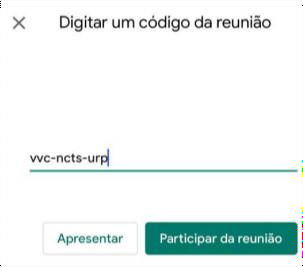 Digitar um código da reunião
vvc-ncts-urp
Apresentar
Participar da reunião